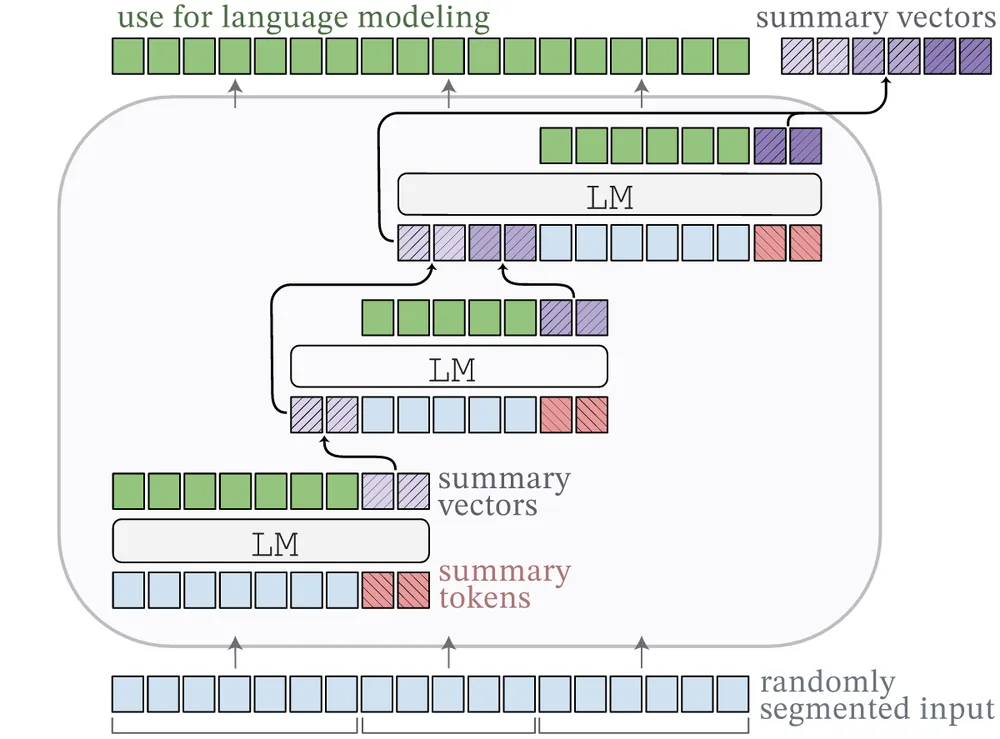 use for language modeling
summary vectors
LM
LM
summary
vectors
LM
summary
tokens
randomly
segmented input